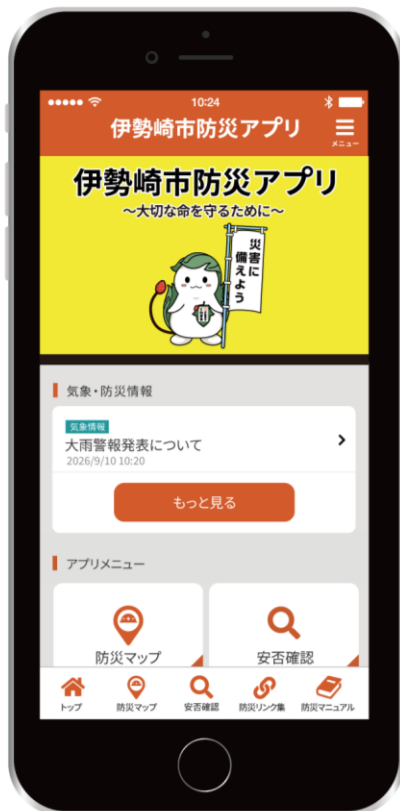 10:24
伊勢崎市防災アプリ
メニュー
伊勢崎市防災アプリ
～大切な命を守るために～
災害に
備えよう
気象・防災情報
気象情報
大雨警報発表について
2026/9/10 10:20
もっと見る
アプリメニュー
防災マップ
安否確認
トップ
防災マップ
安否確認
防災リンク集
防災マニュアル